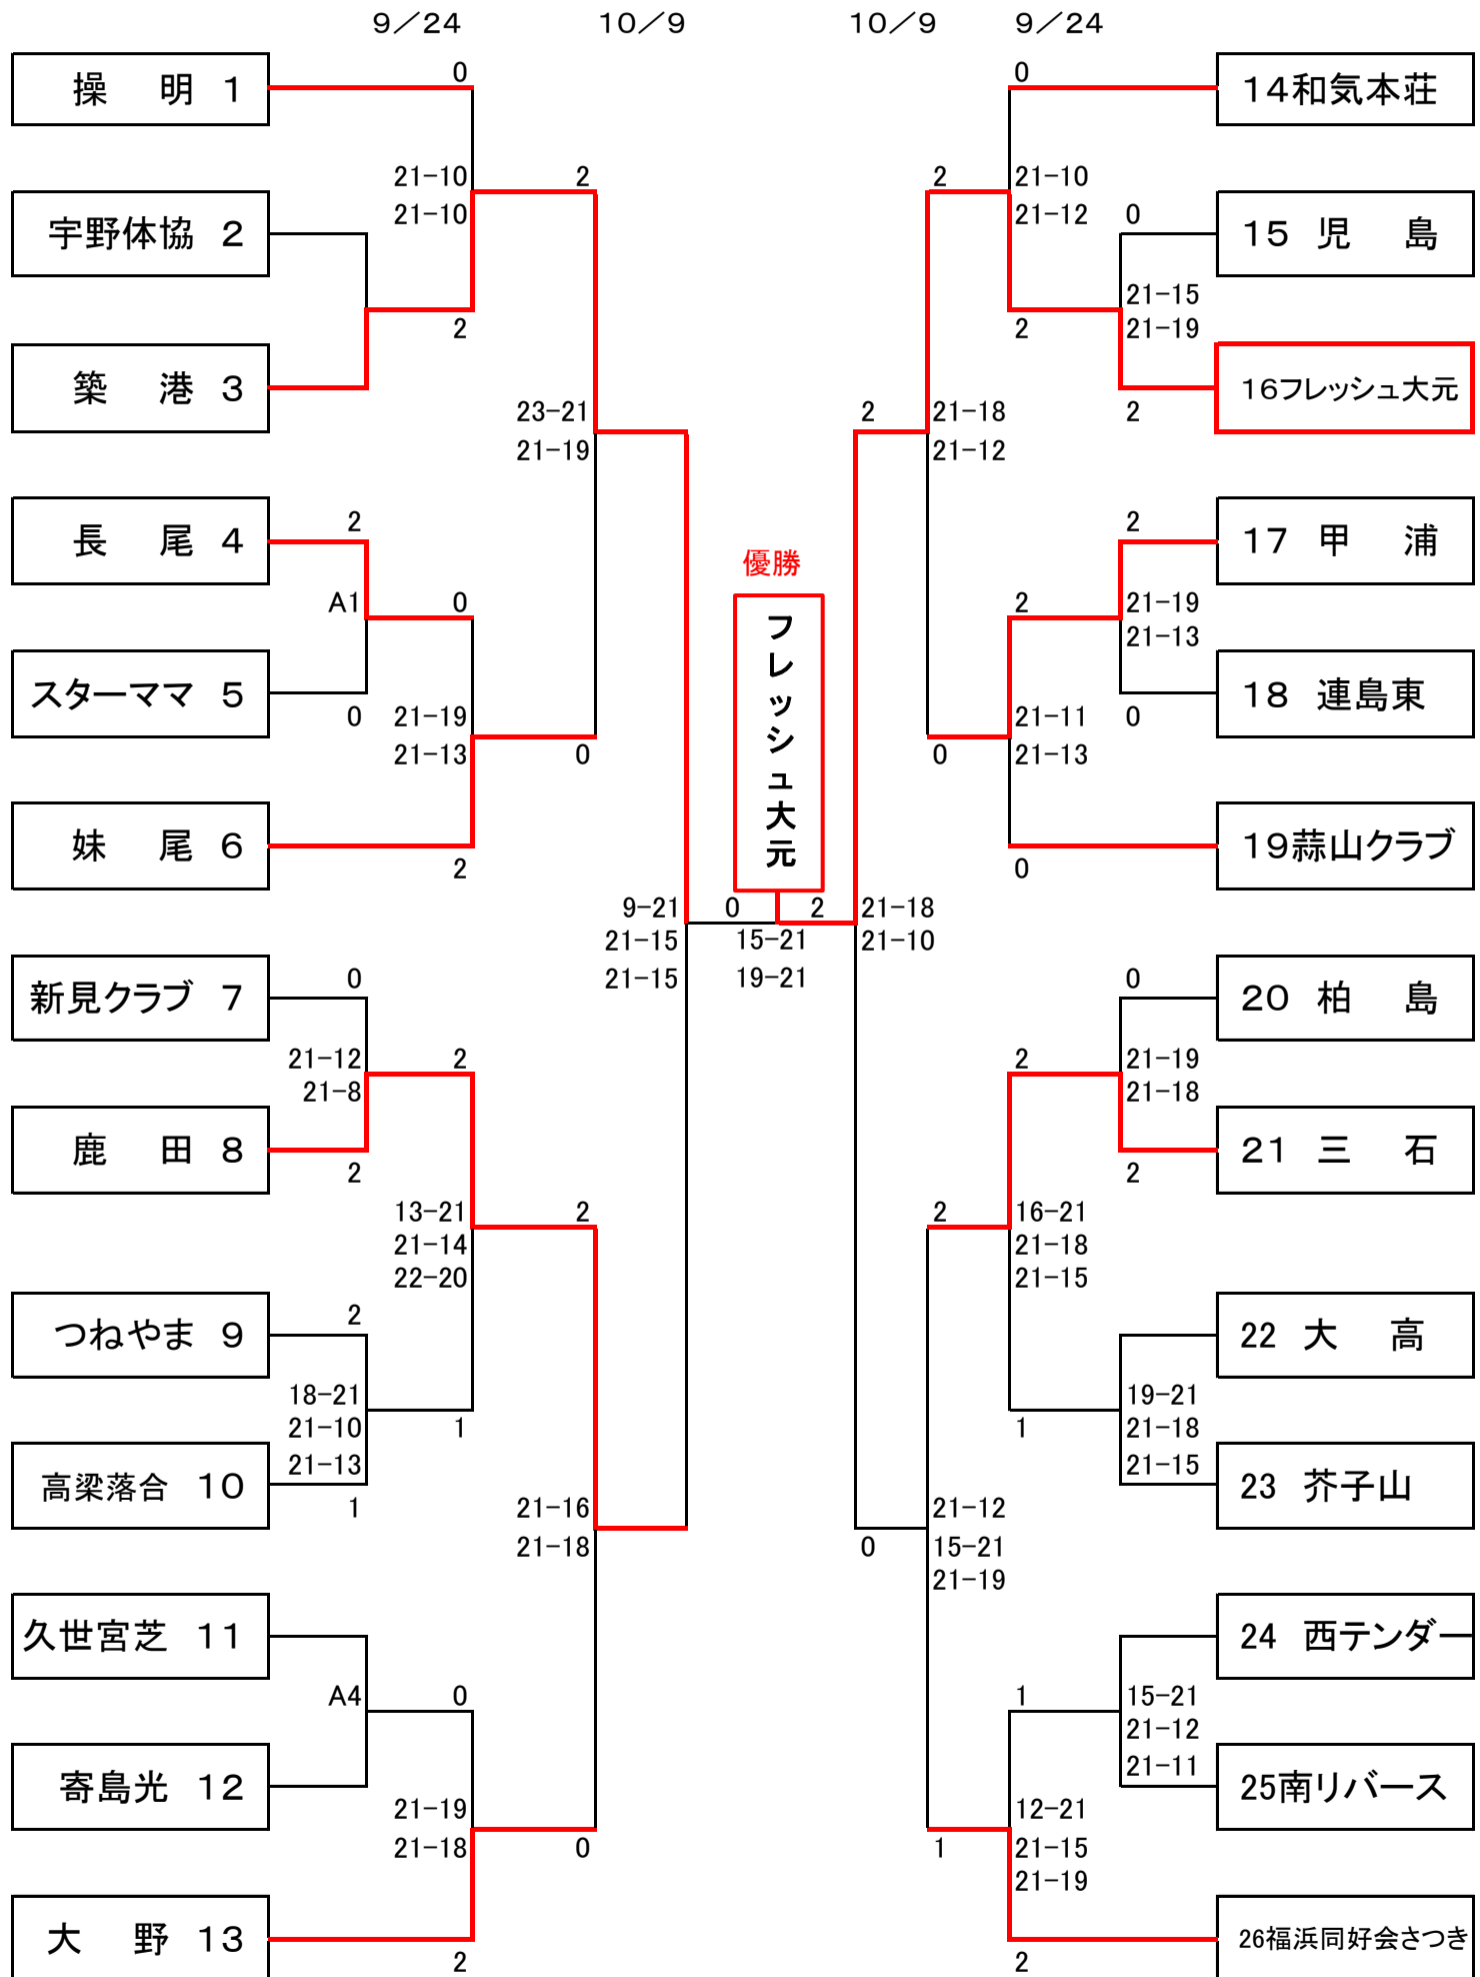 9／24 10／9 10／9 9／24
操 明 1
0
21-10
21-10
2
宇野体協 2
築 港 3
2
23-21
21-19
長 尾 4
2
A1
0
スターママ 5
0
21-19
21-13
0
妹 尾 6
2
9-21
21-15
21-15
新見クラブ 7
0
21-12
21-8
2
鹿 田 8
2
13-21
21-14
22-20
2
つねやま 9
2
18-21
21-10
21-13
1
高梁落合 10
1
21-16
21-18
久世宮芝 11
A4
0
寄島光 12
21-19
21-18
0
大 野 13
2
優勝
フレッシュ大元
0 2
15-21
19-21
0
14和気本荘
2
21-10
21-12
0
15 児 島
21-15
21-19
2
16フレッシュ大元
2
2
21-18
21-12
2
17 甲 浦
2
21-19
21-13
18 連島東
0
21-11
21-13
0
19蒜山クラブ
0
21-18
21-10
0
20 柏 島
2
21-19
21-18
21 三 石
2
2
16-21
21-18
21-15
22 大 高
19-21
21-18
21-15
1
23 芥子山
21-12
15-21
21-19
0
24 西テンダー
1
15-21
21-12
21-11
25南リバース
12-21
21-15
21-19
1
26福浜同好会さつき
2